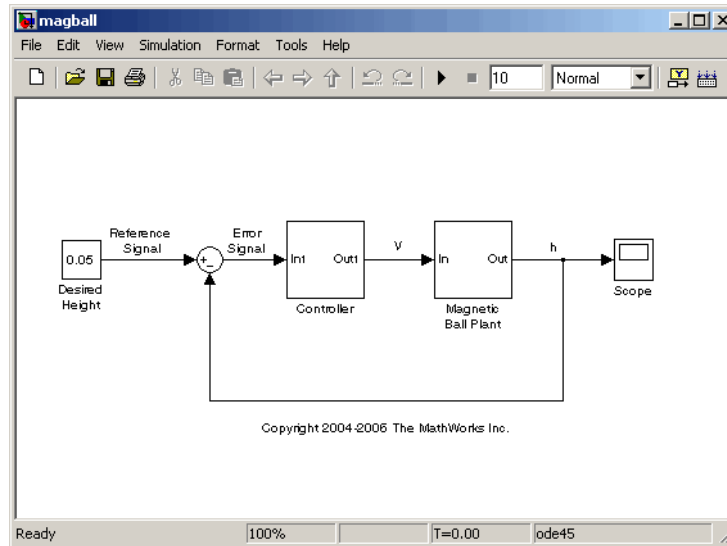 magball
File Edit View Simulation Format Tools Help
10 Normal
Reference
Signal
Error
Signal
0.05
+
-
In1 Out1
V
In Out
h
Desired
Height
Controller
Magnetic
Ball Plant
Scope
Copyright 2004-2006 The MathWorks Inc.
Ready 100% T=0.00 ode45